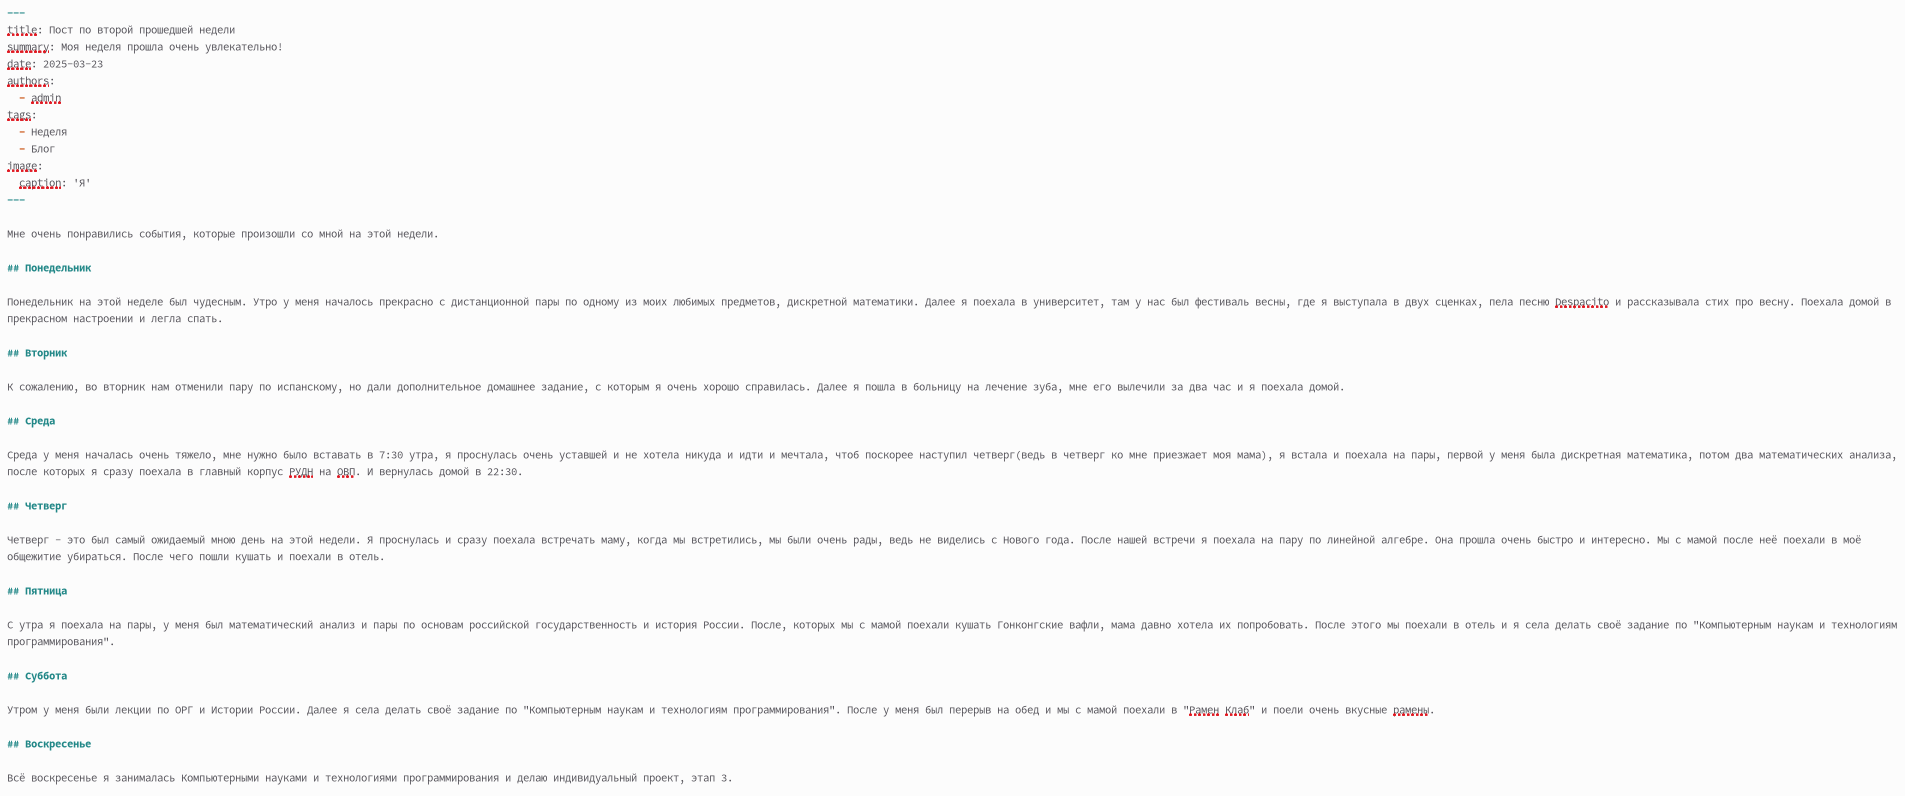 ---
title: Пост по второй прошедшей недели
summary: Моя неделя прошла очень увлекательно!
date: 2025-03-23
authors:
  - admin
tags:
  - Неделя
  - Блог
image:
  caption: 'Я'
---

Мне очень понравились события, которые произошли со мной на этой недели.

## Понедельник

Понедельник на этой неделе был чудесным. Утро у меня началось прекрасно с дистанционной пары по одному из моих любимых предметов, дискретной математики. Далее я поехала в университет, там у нас был фестиваль весны, где я выступала в двух сценках, пела песню Despacito и рассказывала стих про весну. Поехала домой в
прекрасном настроении и легла спать.

## Вторник

К сожалению, во вторник нам отменили пару по испанскому, но дали дополнительное домашнее задание, с которым я очень хорошо справилась. Далее я пошла в больницу на лечение зуба, мне его вылечили за два час и я поехала домой.

## Среда

Среда у меня началась очень тяжело, мне нужно было вставать в 7:30 утра, я проснулась очень уставшей и не хотела никуда и идти и мечтала, чтоб поскорее наступил четверг(ведь в четверг ко мне приезжает моя мама), я встала и поехала на пары, первой у меня была дискретная математика, потом два математических анализа,
после которых я сразу поехала в главный корпус РУДН на ОВП. И вернулась домой в 22:30.

## Четверг

Четверг - это был самый ожидаемый мною день на этой недели. Я проснулась и сразу поехала встречать маму, когда мы встретились, мы были очень рады, ведь не виделись с Нового года. После нашей встречи я поехала на пару по линейной алгебре. Она прошла очень быстро и интересно. Мы с мамой после неё поехали в моё
общежитие убираться. После чего пошли кушать и поехали в отель.

## Пятница

С утра я поехала на пары, у меня был математический анализ и пары по основам российской государственность и история России. После, которых мы с мамой поехали кушать Гонконгские вафли, мама давно хотела их попробовать. После этого мы поехали в отель и я села делать своё задание по "Компьютерным наукам и технологиям
программирования".

## Суббота

Утром у меня были лекции по ОРГ и Истории России. Далее я села делать своё задание по "Компьютерным наукам и технологиям программирования". После у меня был перерыв на обед и мы с мамой поехали в "Рамен Клаб" и поели очень вкусные рамены.

## Воскресенье

Всё воскресенье я занималась Компьютерными науками и технологиями программирования и делаю индивидуальный проект, этап 3.